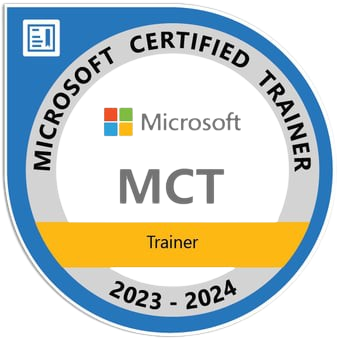 MICROSOFT CERTIFIED TRAINER
Microsoft
MCT
Trainer
2023 - 2024